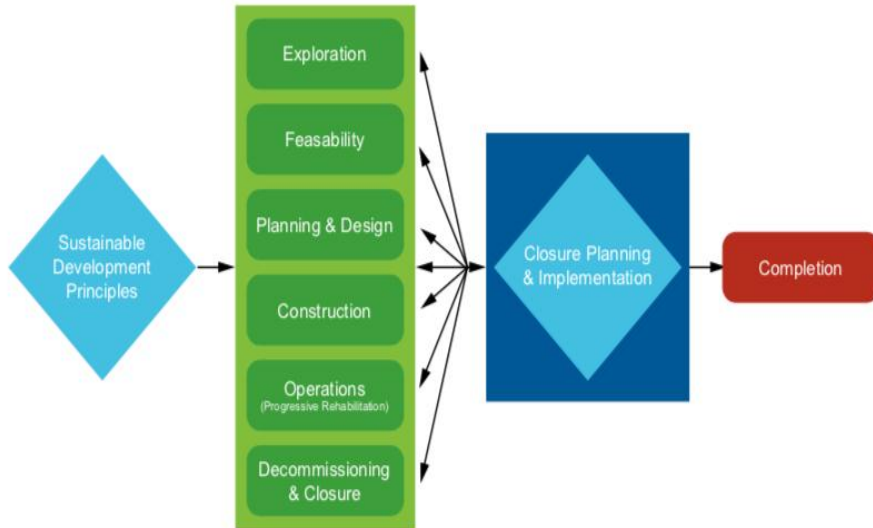 Sustainable
Development
Principles
Exploration
Feasability
Planning & Design
Construction
Operations
(Progressive Rehabilitation)
Decommissioning
& Closure
Closure Planning
& Implementation
Completion